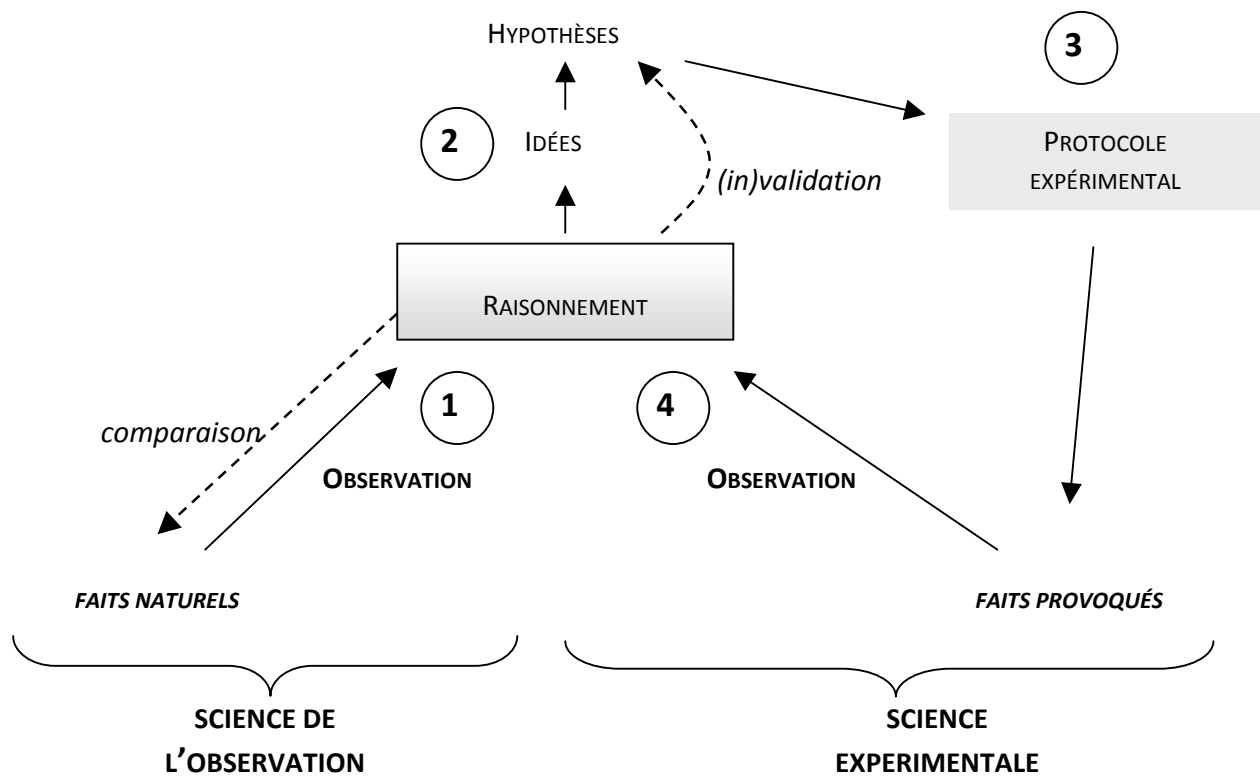 HYPOTHÈSES
3
2
IDÉES
PROTOCOLE
EXPÉRIMENTAL
(in)validation
RAISONNEMENT
1
4
comparaison
OBSERVATION
OBSERVATION
FAITS NATURELS
FAITS PROVOQUÉS
SCIENCE DE
L'OBSERVATION
SCIENCE
EXPERIMENTALE